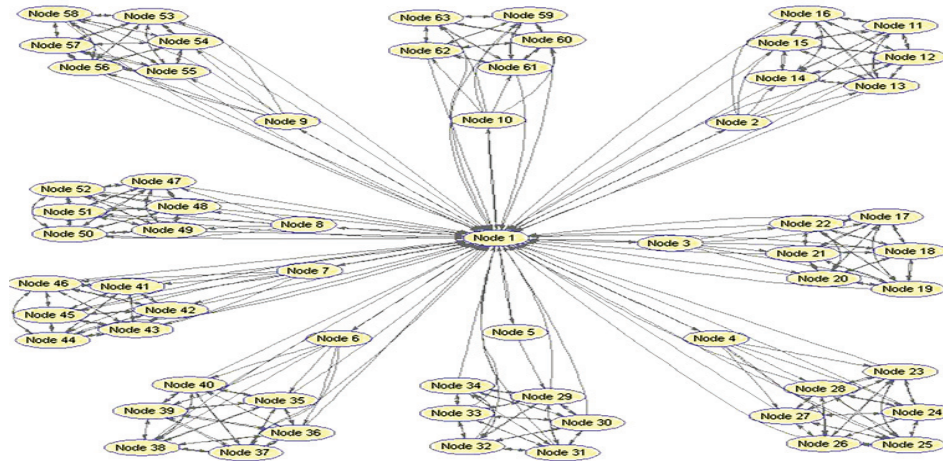 Node 58
Node 53
Node 57
Node 54
Node 56
Node 55
Node 9
Node 63
Node 59
Node 62
Node 60
Node 61
Node 10
Node 16
Node 11
Node 15
Node 12
Node 14
Node 13
Node 2
Node 52
Node 47
Node 51
Node 48
Node 50
Node 49
Node 8
Node 1
Node 3
Node 22
Node 17
Node 21
Node 18
Node 20
Node 19
Node 7
Node 46
Node 41
Node 45
Node 42
Node 44
Node 43
Node 6
Node 40
Node 35
Node 39
Node 36
Node 38
Node 37
Node 5
Node 34
Node 29
Node 33
Node 30
Node 32
Node 31
Node 4
Node 23
Node 28
Node 27
Node 24
Node 26
Node 25